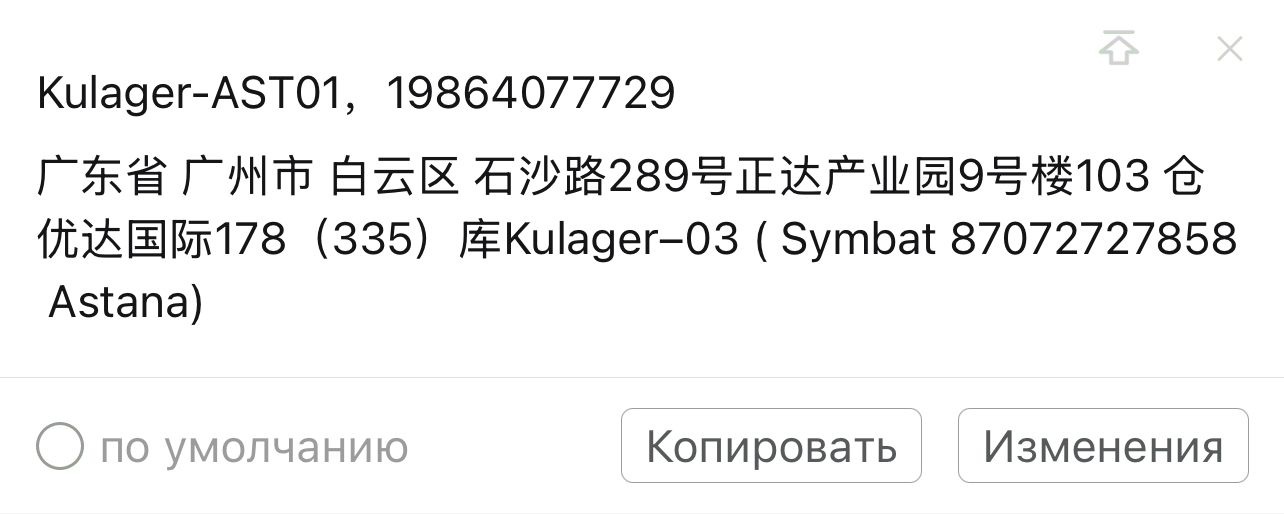 Kulager-AST01，19864077729
广东省 广州市 白云区 石沙路289号正达产业园9号楼103 仓
优达国际178（335）库Kulager–03 ( Symbat 87072727858
Astana)
по умолчанию
Копировать
Изменения